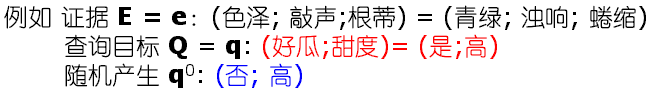 例如 证据 E = e: (色泽; 敲声;根蒂) = (青绿; 浊响; 蜷缩)
查询目标 Q = q: (好瓜;甜度)= (是;高)
随机产生 q⁰: (否; 高)